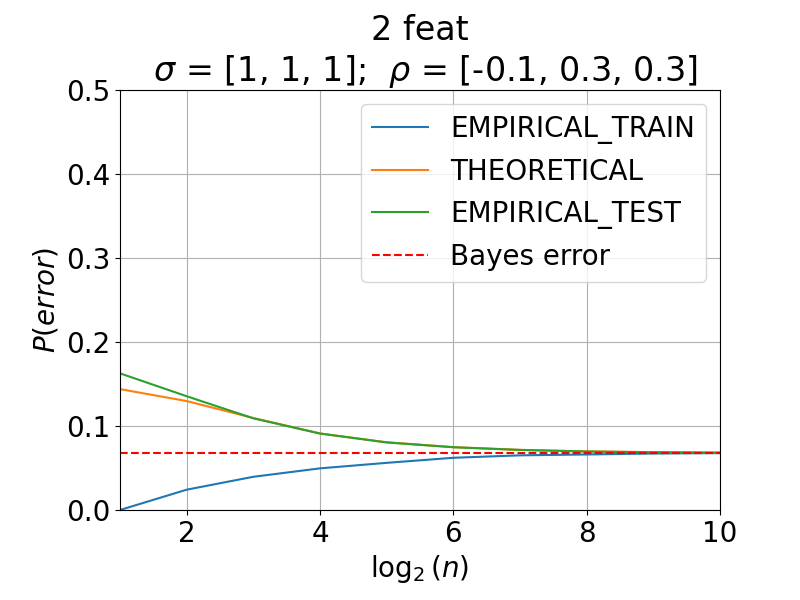 2 feat
σ = [1, 1, 1]; ρ = [-0.1, 0.3, 0.3]
0.5
0.4
0.3
0.2
0.1
0.0
P(error)
EMPIRICAL_TRAIN
THEORETICAL
EMPIRICAL_TEST
Bayes error
2
4
6
8
10
log₂(n)